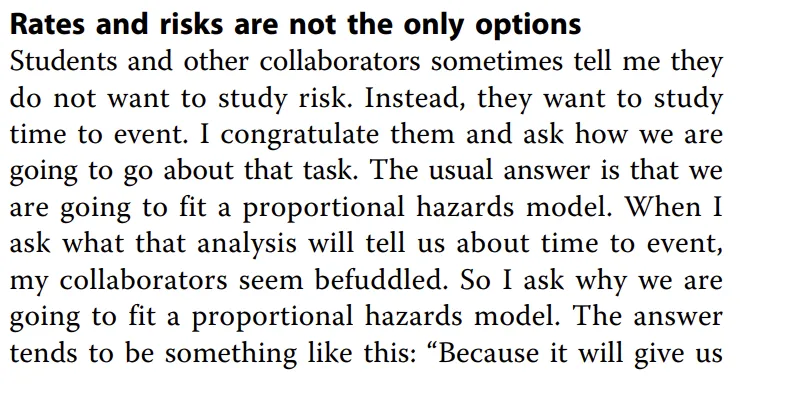 Rates and risks are not the only options
Students and other collaborators sometimes tell me they
do not want to study risk. Instead, they want to study
time to event. I congratulate them and ask how we are
going to go about that task. The usual answer is that we
are going to fit a proportional hazards model. When I
ask what that analysis will tell us about time to event,
my collaborators seem befuddled. So I ask why we are
going to fit a proportional hazards model. The answer
tends to be something like this: “Because it will give us